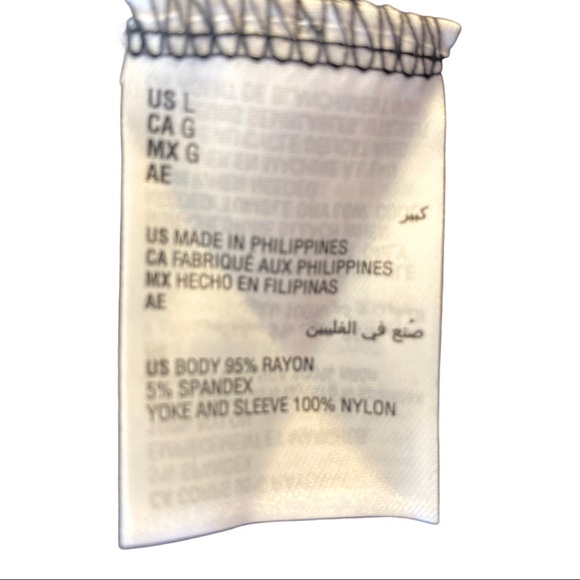 US L
CA G
MX G
AE
كبير
US MADE IN PHILIPPINES
CA FABRIQUÉ AUX PHILIPPINES
MX HECHO EN FILIPINAS
AE
صُنع في الفلبين
US BODY 95% RAYON
5% SPANDEX
YOKE AND SLEEVE 100% NYLON